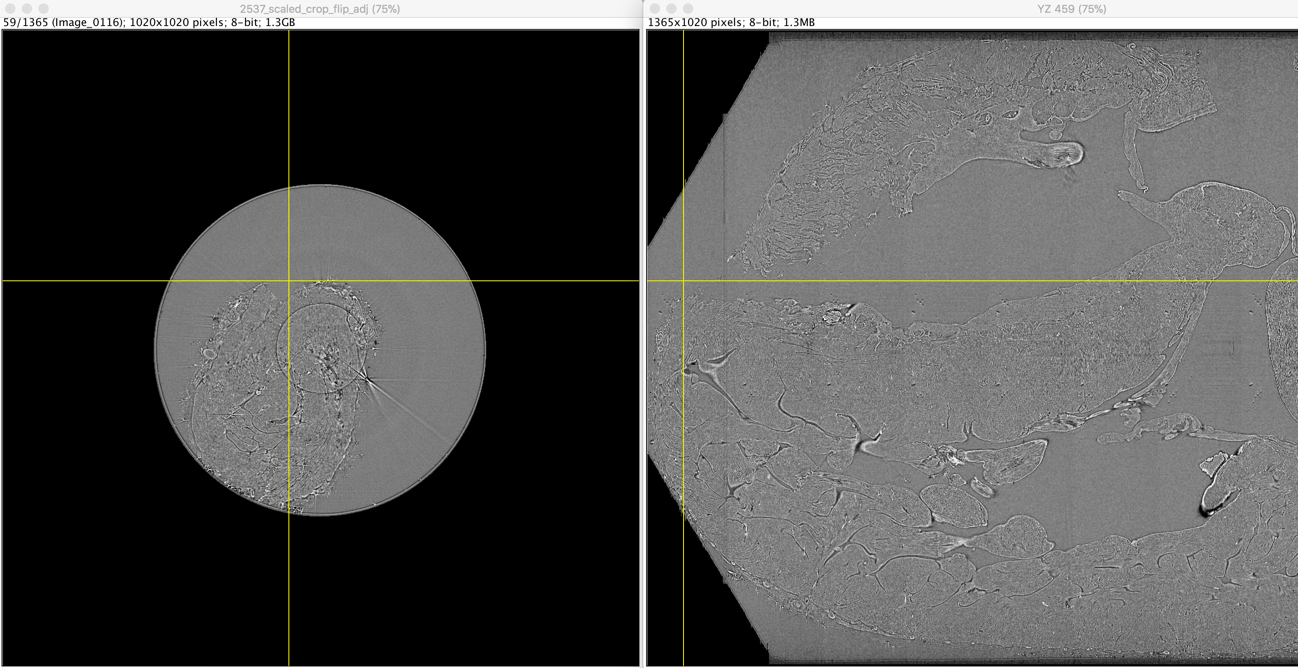 2537_scaled_crop_flip_adj (75%)
59/1365 (Image_0116); 1020x1020 pixels; 8-bit; 1.3GB
YZ 459 (75%)
1365x1020 pixels; 8-bit; 1.3MB